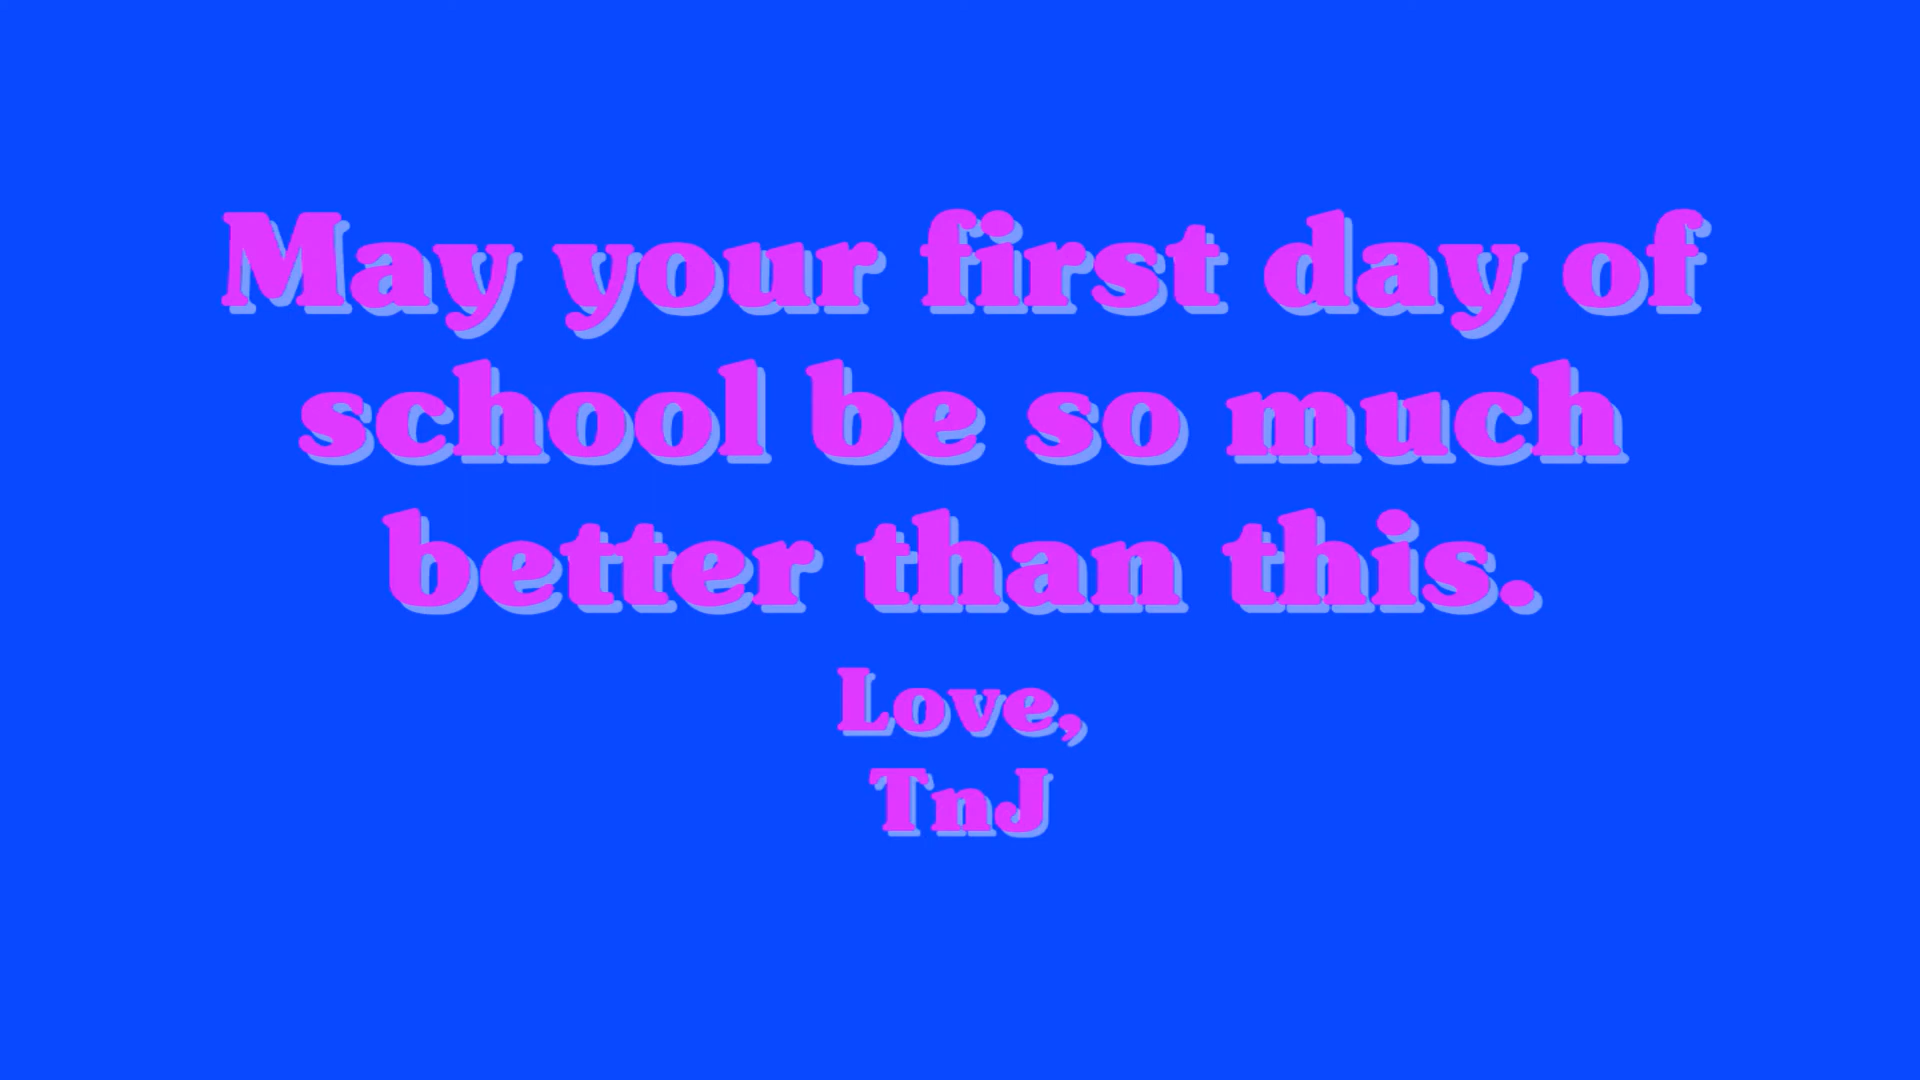 May your first day of
school be so much
better than this.
Love,
TnJ